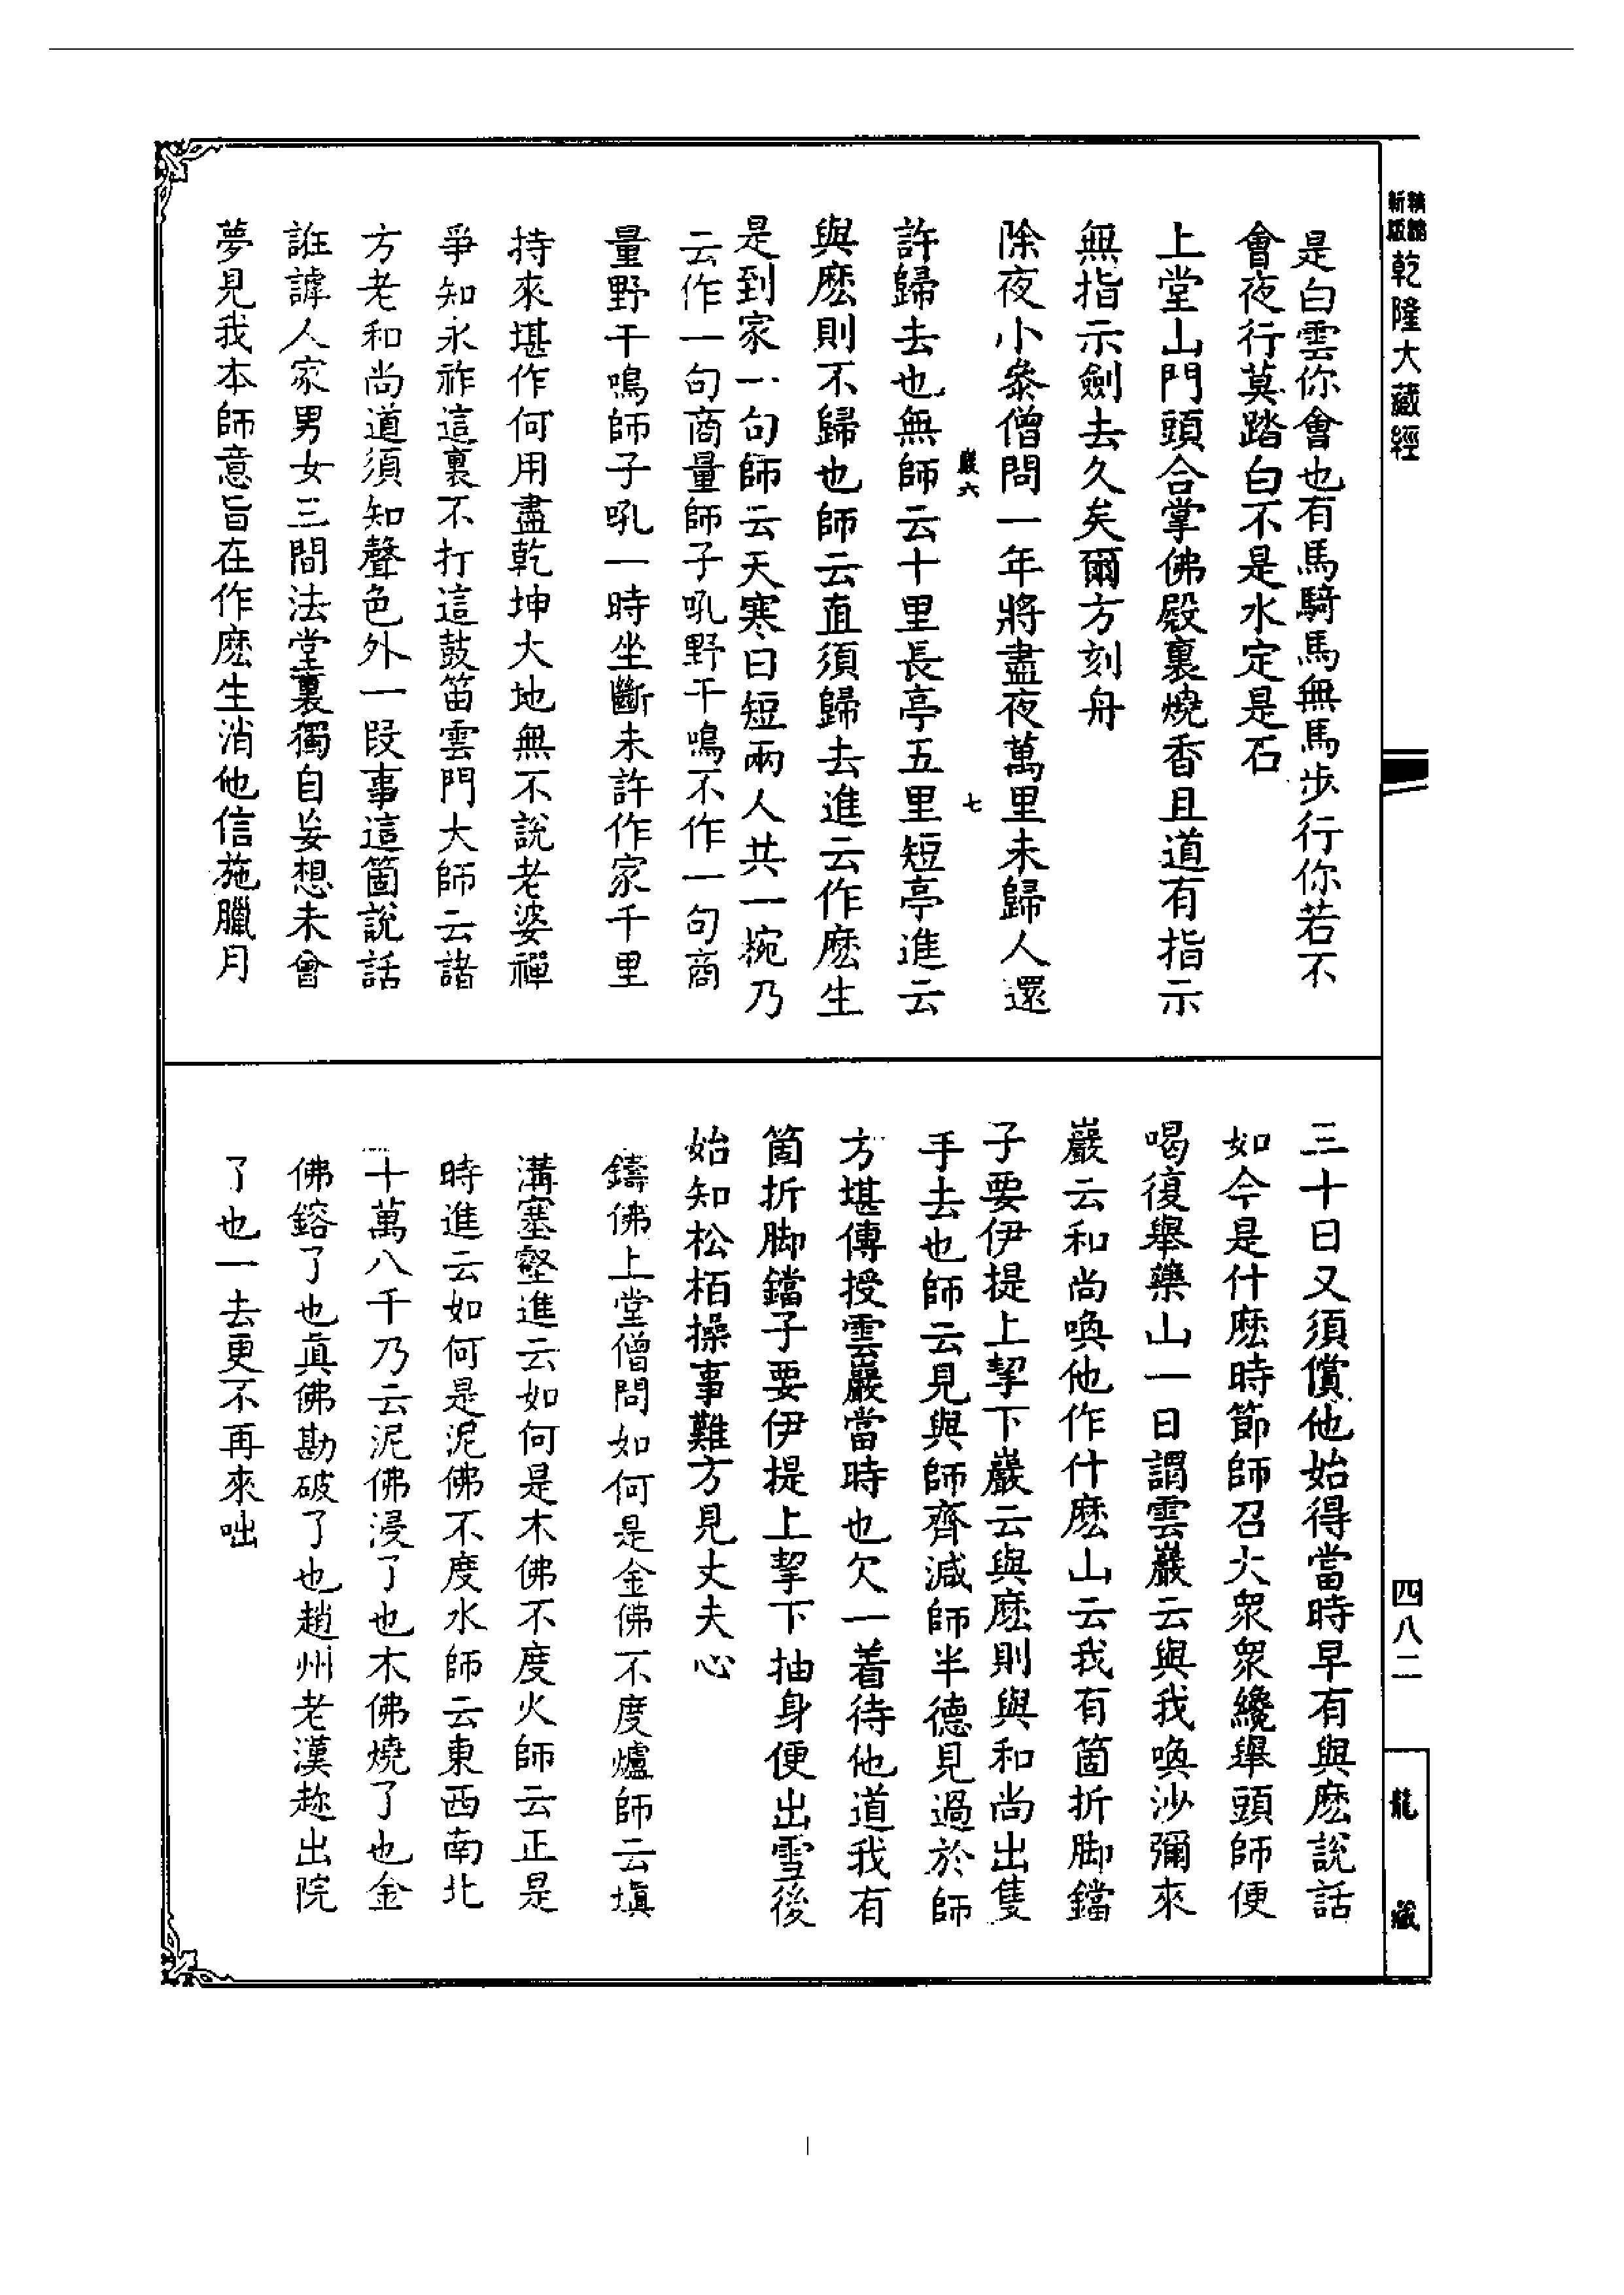 新版
精譜
乾隆大藏經
四八二
龍藏
是白雲你會也有馬騎馬無馬步行你若不
會夜行莫踏白不是水定是石
上堂山門頭合掌佛殿裏燒香且道有指示
無指示劍去久矣爾方刻舟
除夜小參僧問一年將盡夜萬里未歸人還
巖六
七
許歸去也無師云十里長亭五里短亭進云
與麽則不歸也師云直須歸去進云作麽生
是到家一句師云天寒日短兩人共一椀乃
云作一句商量師子吼野干鳴不作一句商
量野干鳴師子吼一時坐斷未許作家千里
持來堪作何用盡乾坤大地無不說老婆禪
爭知永祚這裏不打這鼓笛雲門大師云諸
方老和尚道須知聲色外一段事這箇說話
誑謼人家男女三間法堂裏獨自妄想未會
夢見我本師意旨在作麽生消他信施臘月
三十日又須償他始得當時早有與麽說話
如今是什麽時節師召大眾眾纔舉頭師便
喝復舉藥山一日謂雲巖云與我喚沙彌來
巖云和尚喚他作什麽山云我有箇折脚鐺
子要伊提上挈下巖云與麽則與和尚出隻
手去也師云見與師齊減師半德見過於師
方堪傳授雲巖當時也欠一着待他道我有
箇折脚鐺子要伊提上挈下抽身便出雪後
始知松栢操事難方見丈夫心
鑄佛上堂僧問如何是金佛不度爐師云塡
溝塞壑進云如何是木佛不度火師云正是
時進云如何是泥佛不度水師云東西南北
十萬八千乃云泥佛浸了也木佛燒了也金
佛鎔了也眞佛勘破了也趙州老漢趂出院
了也一去更不再來咄